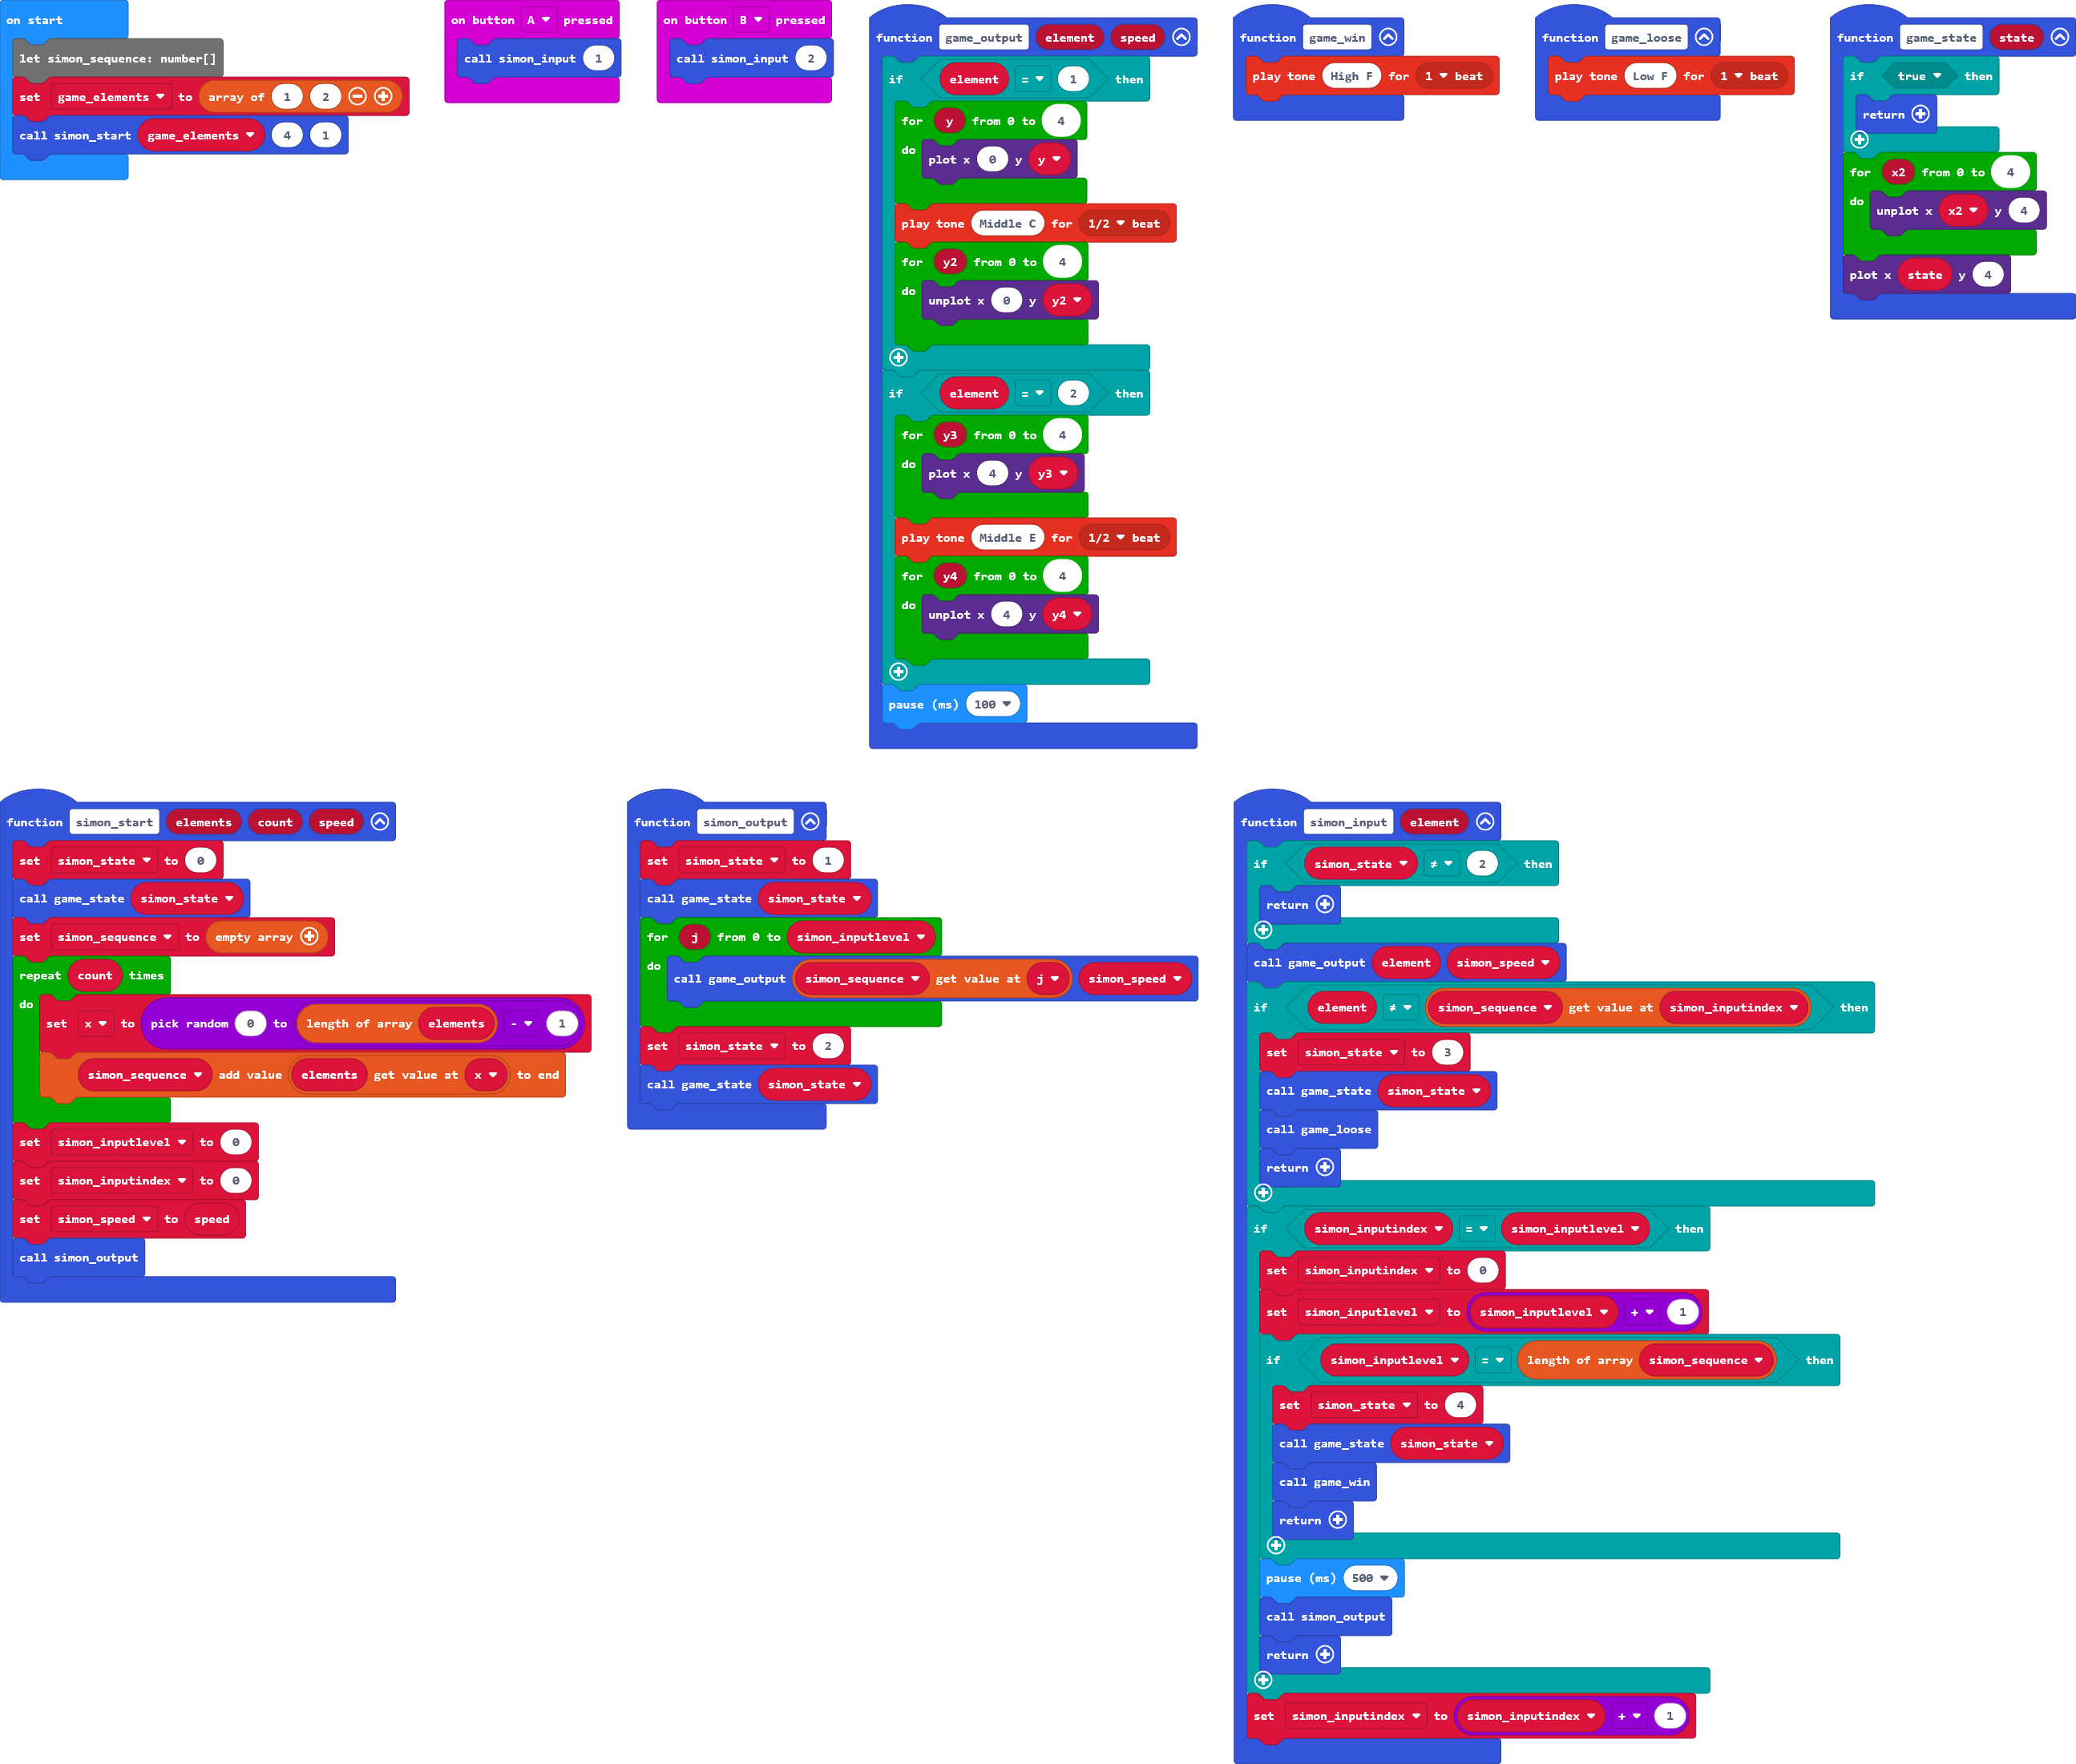 on start
let simon_sequence: number[]
set game_elements to array of 1 2
call simon_start game_elements 4 1
on button A pressed
call simon_input 1
on button B pressed
call simon_input 2
function game_output element speed
if element = 1 then
for y from 0 to 4
do plot x 0 y y
play tone Middle C for 1/2 beat
for y2 from 0 to 4
do unplot x 0 y y2
if element = 2 then
for y3 from 0 to 4
do plot x 4 y y3
play tone Middle E for 1/2 beat
for y4 from 0 to 4
do unplot x 4 y y4
pause (ms) 100
function game_win
play tone High F for 1 beat
function game_loose
play tone Low F for 1 beat
function game_state state
if true then
return
for x2 from 0 to 4
do unplot x x2 y 4
plot x state y 4
function simon_start elements count speed
set simon_state to 0
call game_state simon_state
set simon_sequence to empty array
repeat count times
do set x to pick random 0 to length of array elements - 1
simon_sequence add value elements get value at x to end
set simon_inputlevel to 0
set simon_inputindex to 0
set simon_speed to speed
call simon_output
function simon_output
set simon_state to 1
call game_state simon_state
for j from 0 to simon_inputlevel
do call game_output simon_sequence get value at j simon_speed
set simon_state to 2
call game_state simon_state
function simon_input element
if simon_state ≠ 2 then
return
call game_output element simon_speed
if element ≠ simon_sequence get value at simon_inputindex then
set simon_state to 3
call game_state simon_state
call game_loose
return
if simon_inputindex = simon_inputlevel then
set simon_inputindex to 0
set simon_inputlevel to simon_inputlevel + 1
if simon_inputlevel = length of array simon_sequence then
set simon_state to 4
call game_state simon_state
call game_win
return
pause (ms) 500
call simon_output
return
set simon_inputindex to simon_inputindex + 1